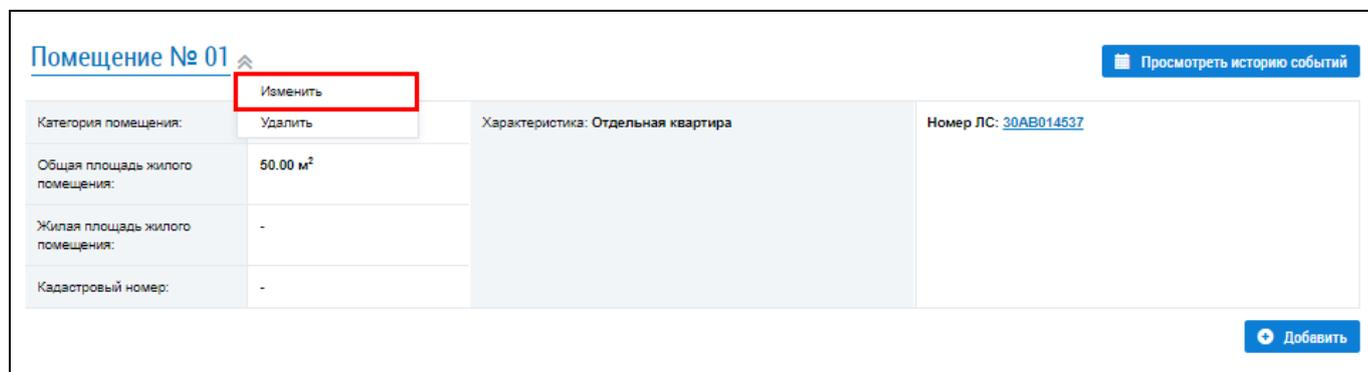 Помещение № 01
Просмотреть историю событий
Изменить
Удалить
Категория помещения:
Характеристика: Отдельная квартира
Номер ЛС: 30АВ014537
Общая площадь жилого
помещения:
50.00 м²
Жилая площадь жилого
помещения:
-
Кадастровый номер:
-
Добавить